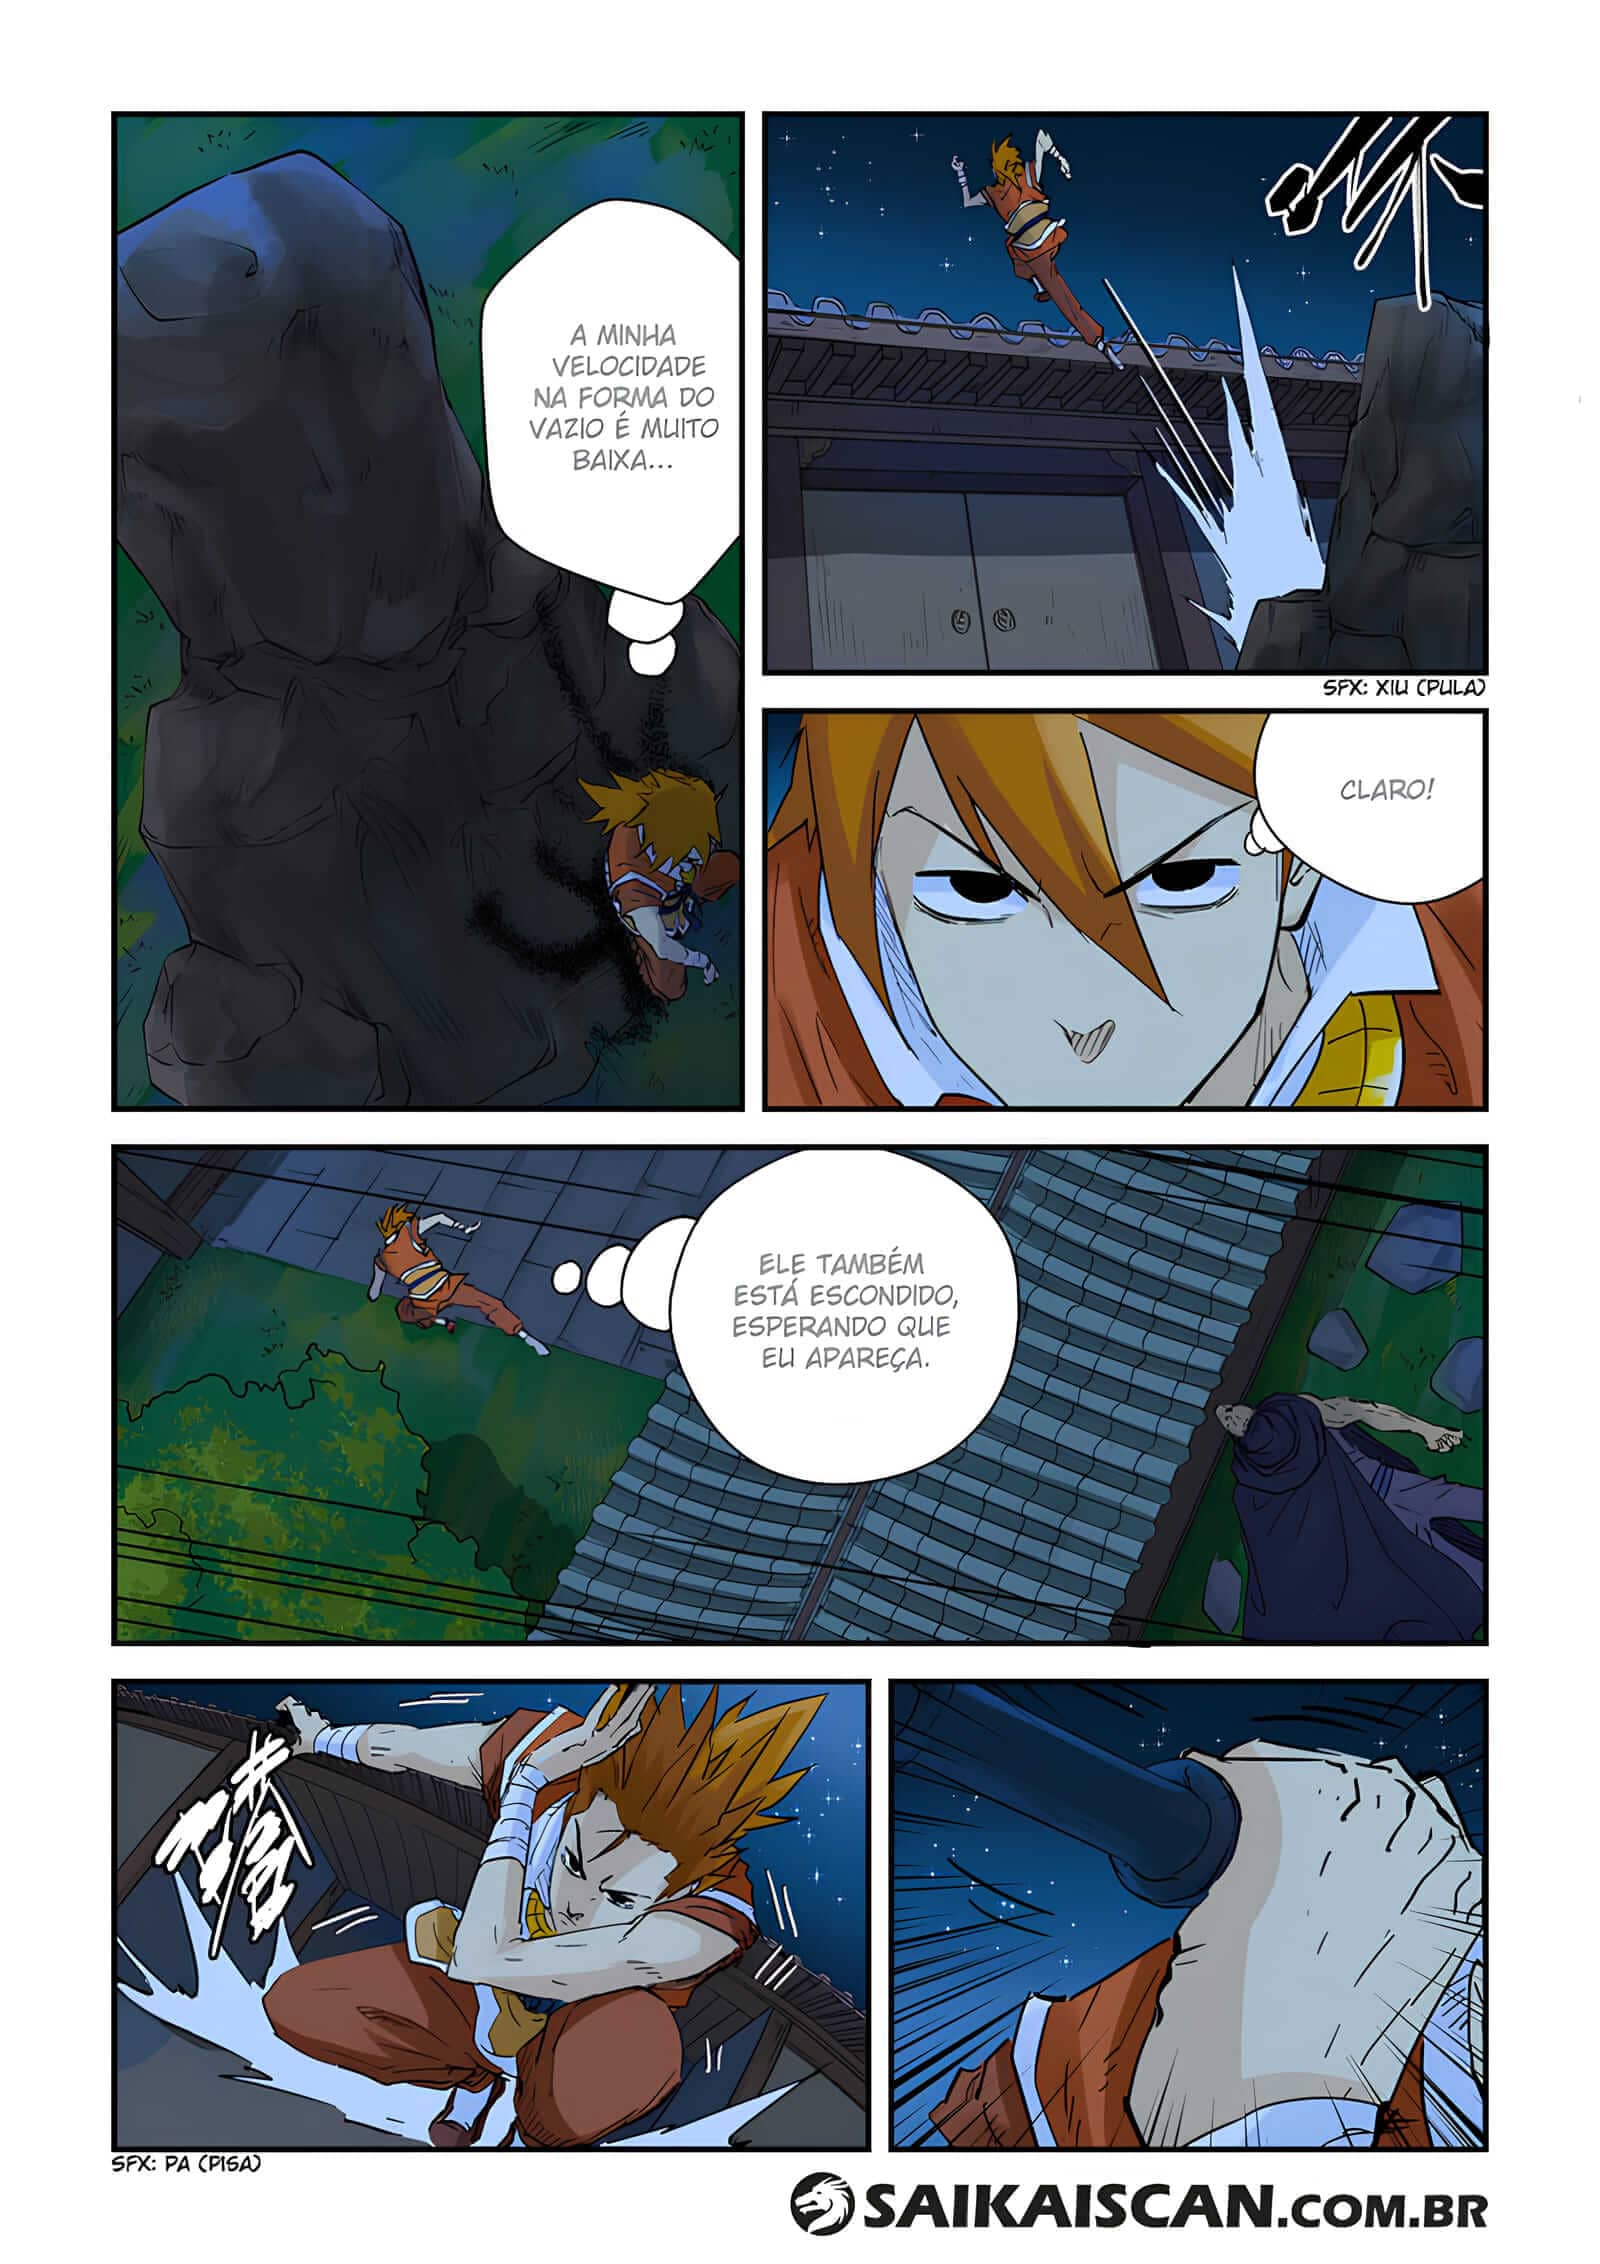 A MINHA
VELOCIDADE
NA FORMA DO
VAZIO É MUITO
BAIXA...
SFX: XIU (PULA)
CLARO!
ELE TAMBÉM
ESTÁ ESCONDIDO,
ESPERANDO QUE
EU APAREÇA.
SFX: PA (PISA)
SAIKAISCAN.COM.BR